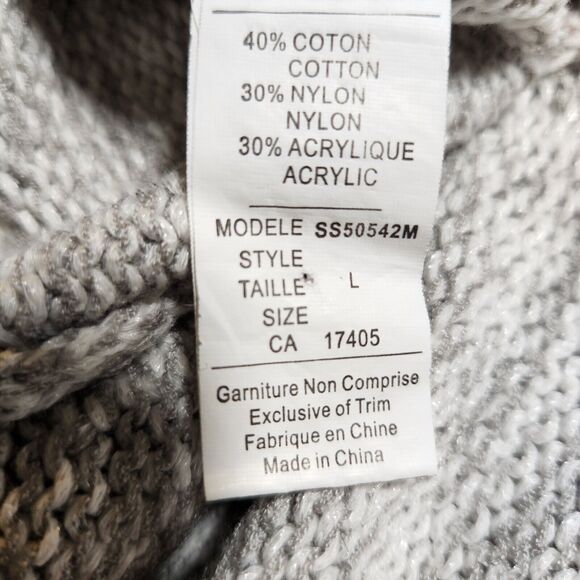 40% COTON
COTTON
30% NYLON
NYLON
30% ACRYLIQUE
ACRYLIC
MODELE SS50542M
STYLE
TAILLE L
SIZE
CA 17405
Garniture Non Comprise
Exclusive of Trim
Fabrique en Chine
Made in China